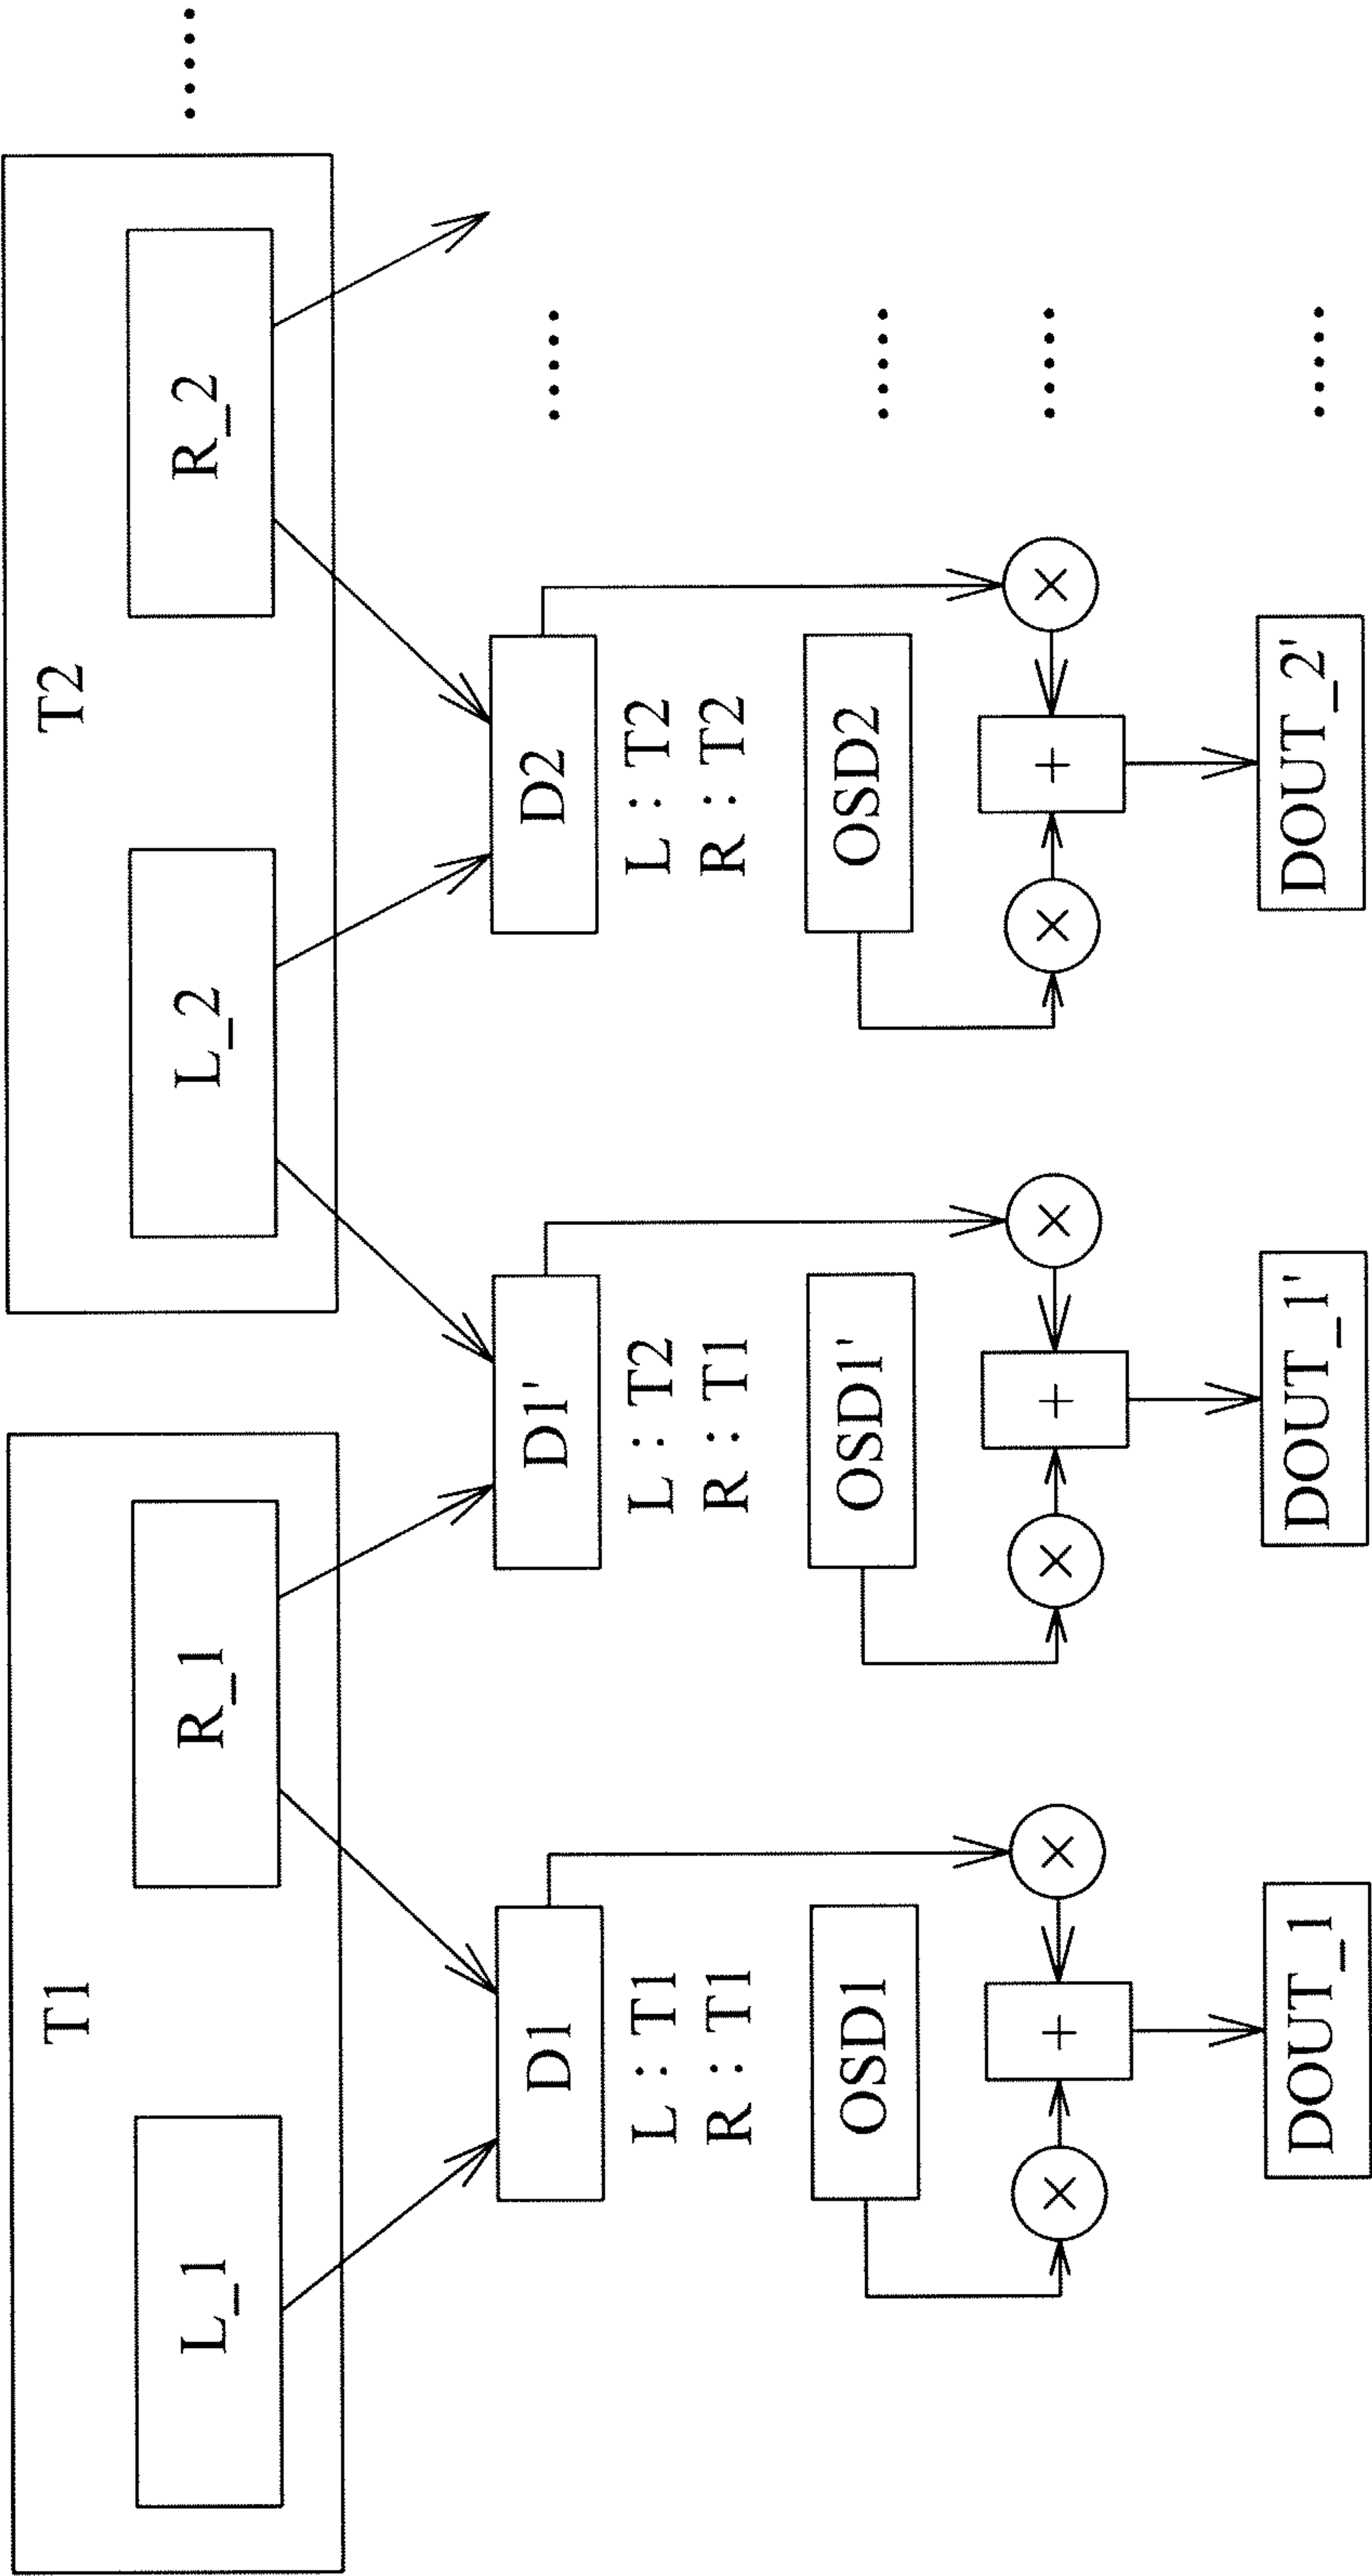 T1
T2
......
L_1
R_1
L_2
R_2
D1
D1'
D2
......
L : T1
R : T1
L : T2
R : T1
L : T2
R : T2
OSD1
OSD1'
OSD2
......
×
+
×
×
+
×
×
+
×
......
DOUT_1
DOUT_1'
DOUT_2'
......